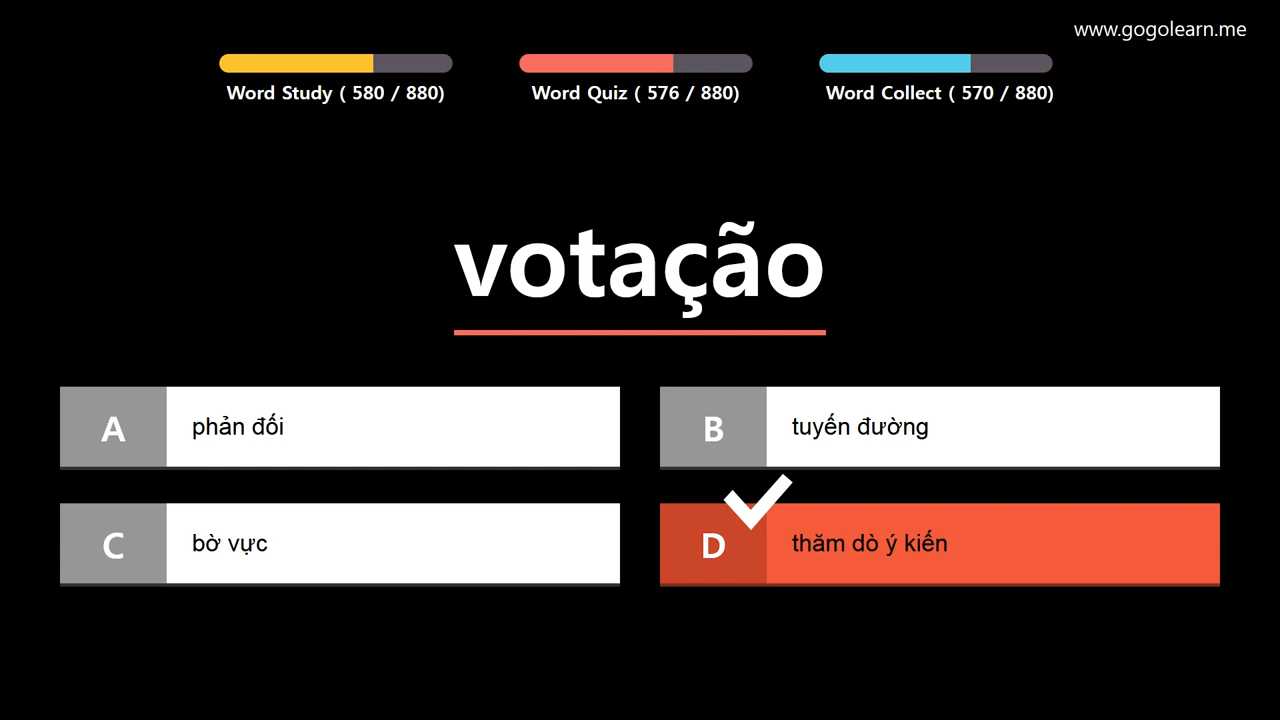 www.gogolearn.me
Word Study ( 580 / 880)
Word Quiz ( 576 / 880)
Word Collect ( 570 / 880)
votação
A phản đối
B tuyến đường
C bờ vực
D thăm dò ý kiến